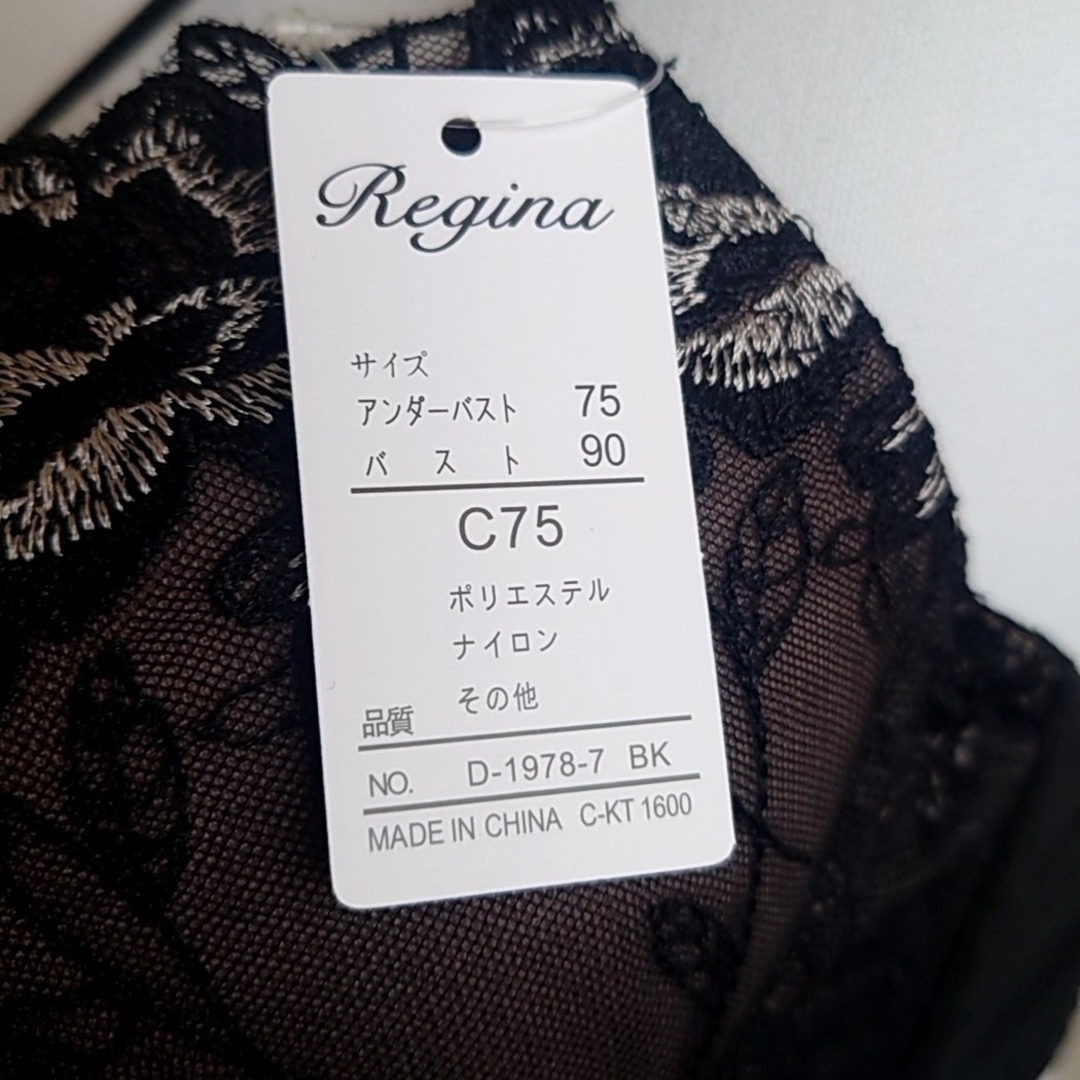 Regina
サイズ
アンダーバスト 75
バスト 90
C75
ポリエステル
ナイロン
その他
品質
NO. D-1978-7 BK
MADE IN CHINA C-KT 1600